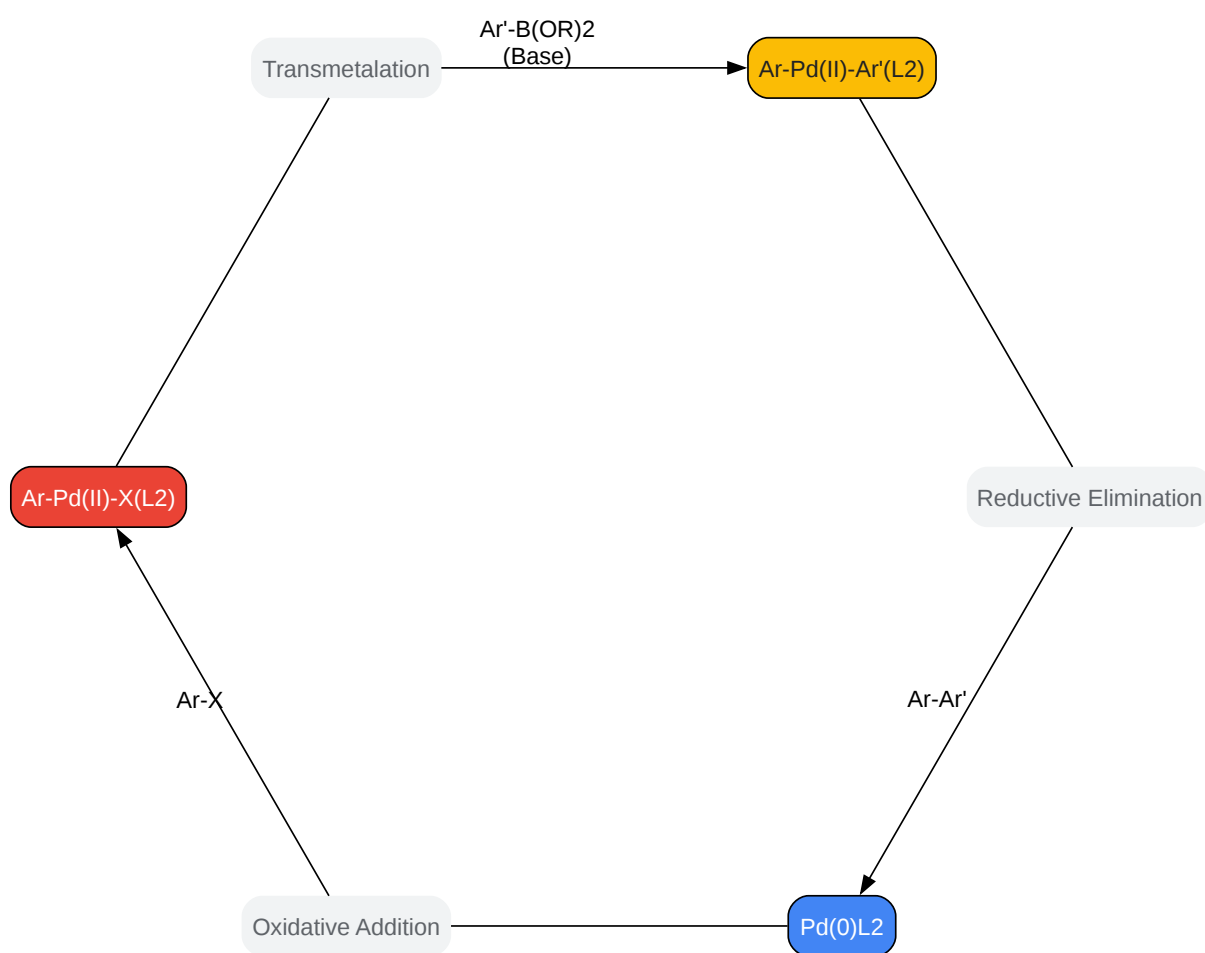 Ar'-B(OR)2
(Base)
Transmetalation
Ar-Pd(II)-Ar'(L2)
Ar-Pd(II)-X(L2)
Reductive Elimination
Ar-X
Ar-Ar'
Oxidative Addition
Pd(0)L2